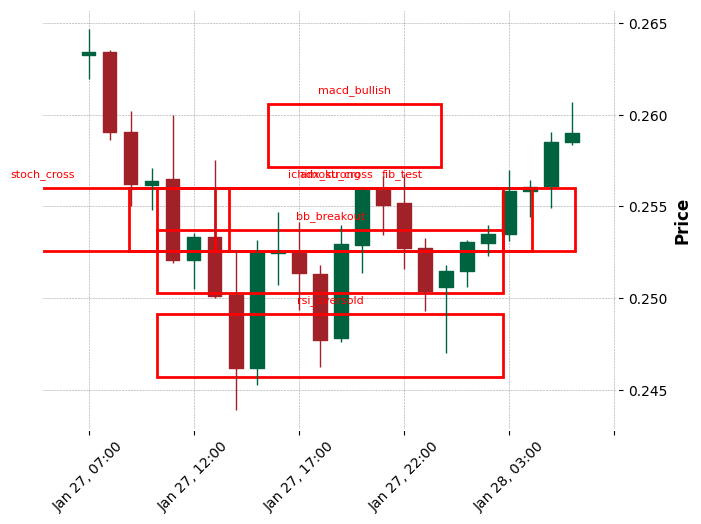 0.265
macd_bullish
0.260
stoch_cross
fib_test
0.255
bb_breakout
0.250
0.245
Price
Jan 27, 07:00
Jan 27, 12:00
Jan 27, 17:00
Jan 27, 22:00
Jan 28, 03:00